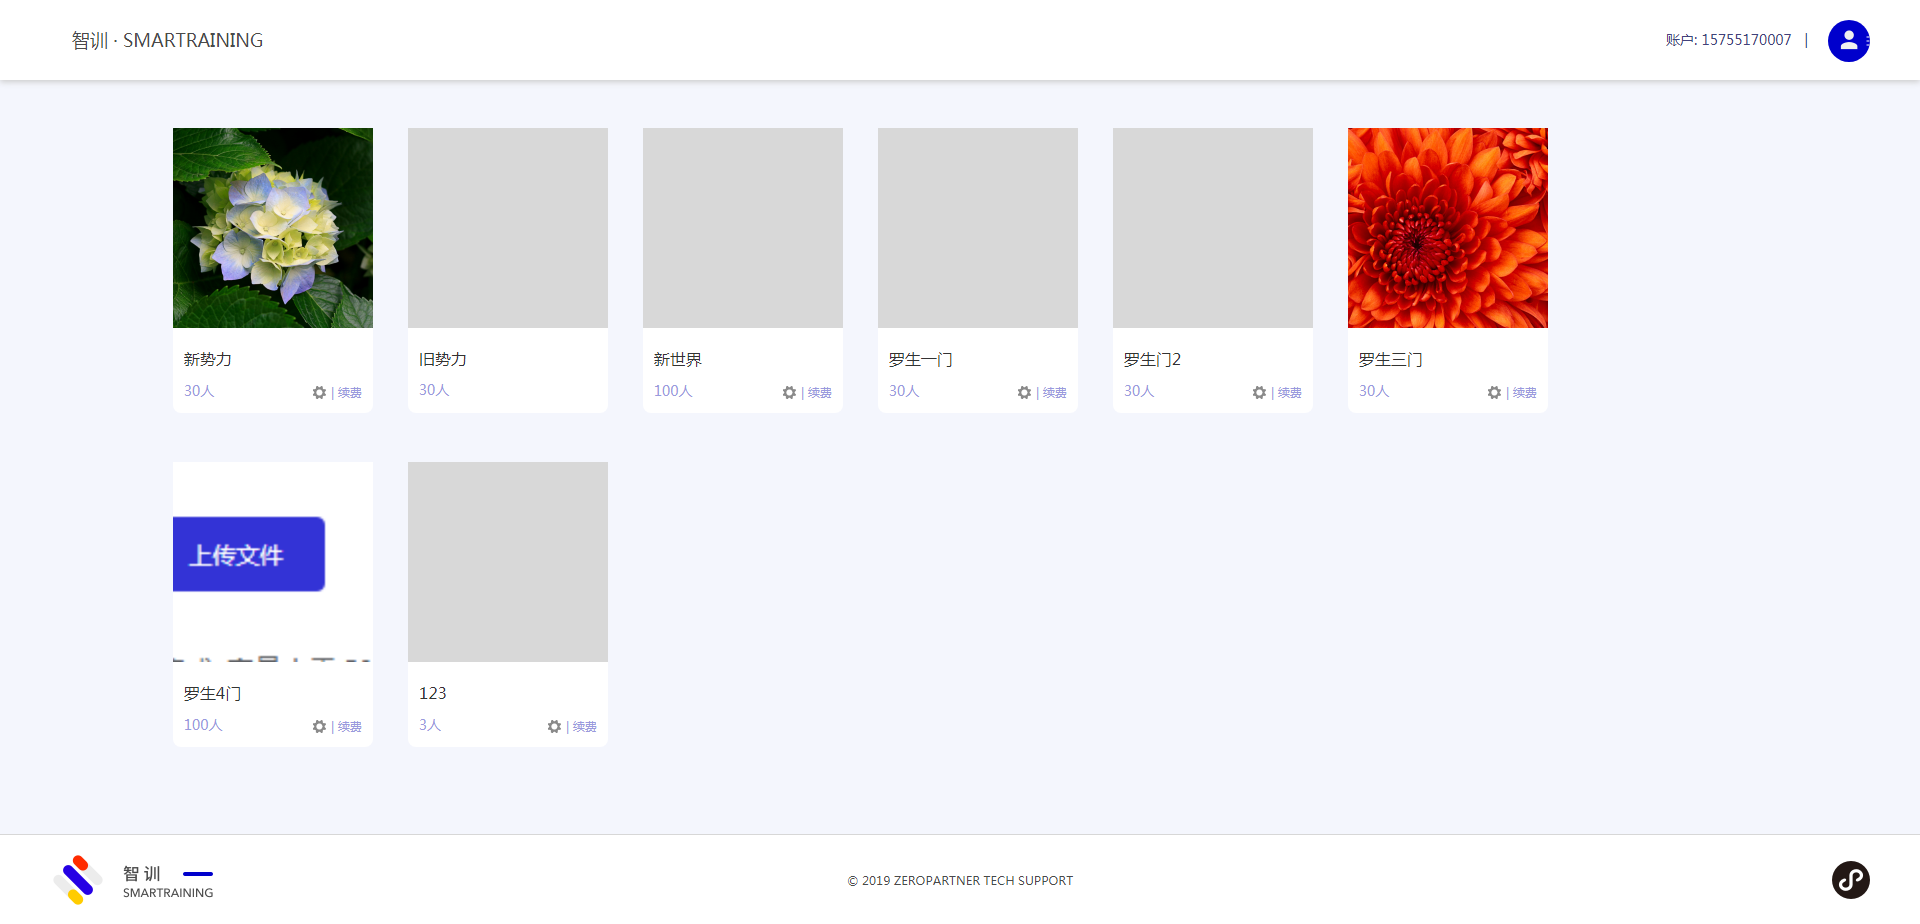 智训 · SMARTRAINING
账户: 15755170007 |
新势力
30人 | 续费
旧势力
30人
新世界
100人 | 续费
罗生一门
30人 | 续费
罗生门2
30人 | 续费
罗生三门
30人 | 续费
上传文件
罗生4门
100人 | 续费
123
3人 | 续费
智训
SMARTRAINING
© 2019 ZEROPARTNER TECH SUPPORT